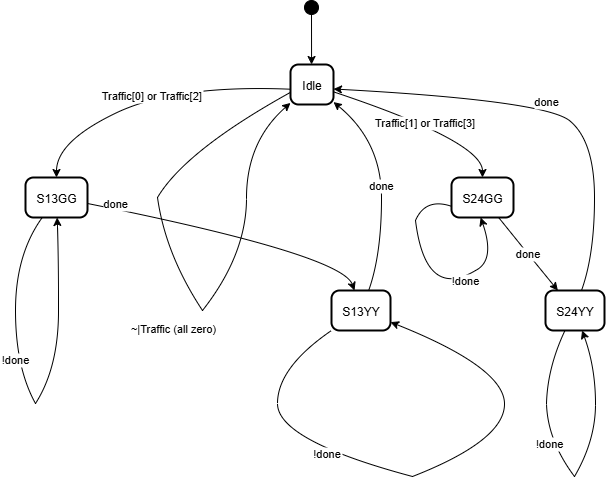 Idle
Traffic[0] or Traffic[2]
done
Traffic[1] or Traffic[3]
S13GG
done
done
S24GG
done
!done
S13YY
S24YY
~|Traffic (all zero)
!done
!done
!done